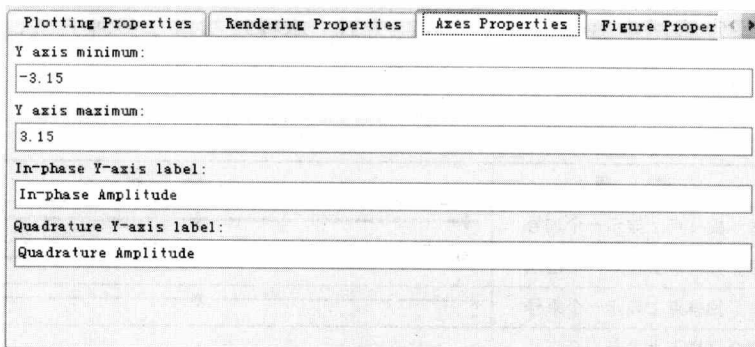 Plotting Properties Rendering Properties Axes Properties Figure Proper
Y axis minimum:
-3.15
Y axis maximum:
3.15
In-phase Y-axis label:
In-phase Amplitude
Quadrature Y-axis label:
Quadrature Amplitude